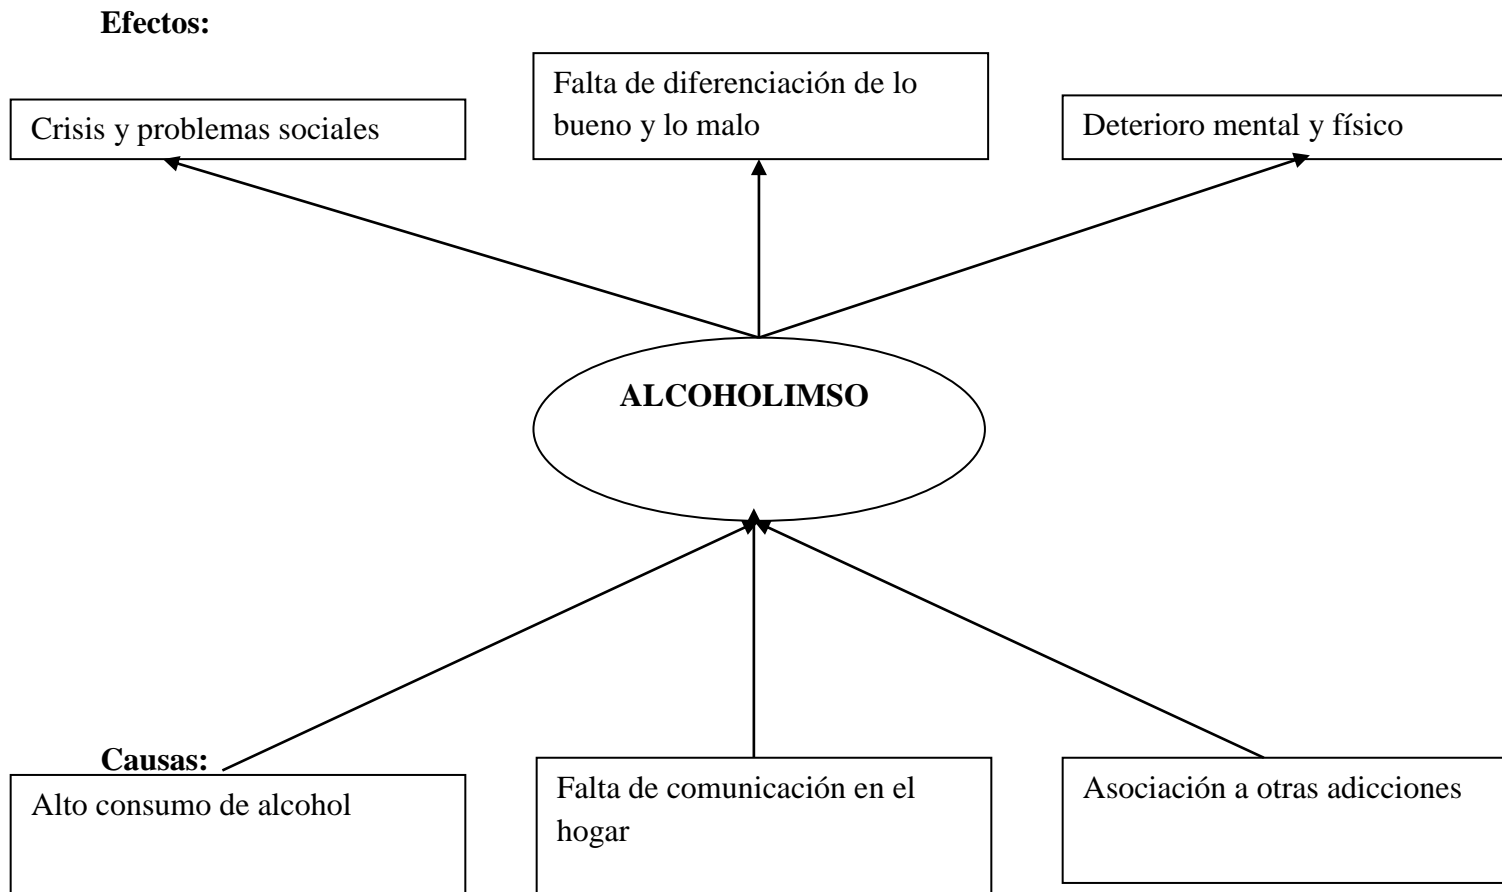 Efectos:
Crisis y problemas sociales
Falta de diferenciación de lo
bueno y lo malo
Deterioro mental y físico
ALCOHOLIMSO
Causas:
Alto consumo de alcohol
Falta de comunicación en el
hogar
Asociación a otras adicciones